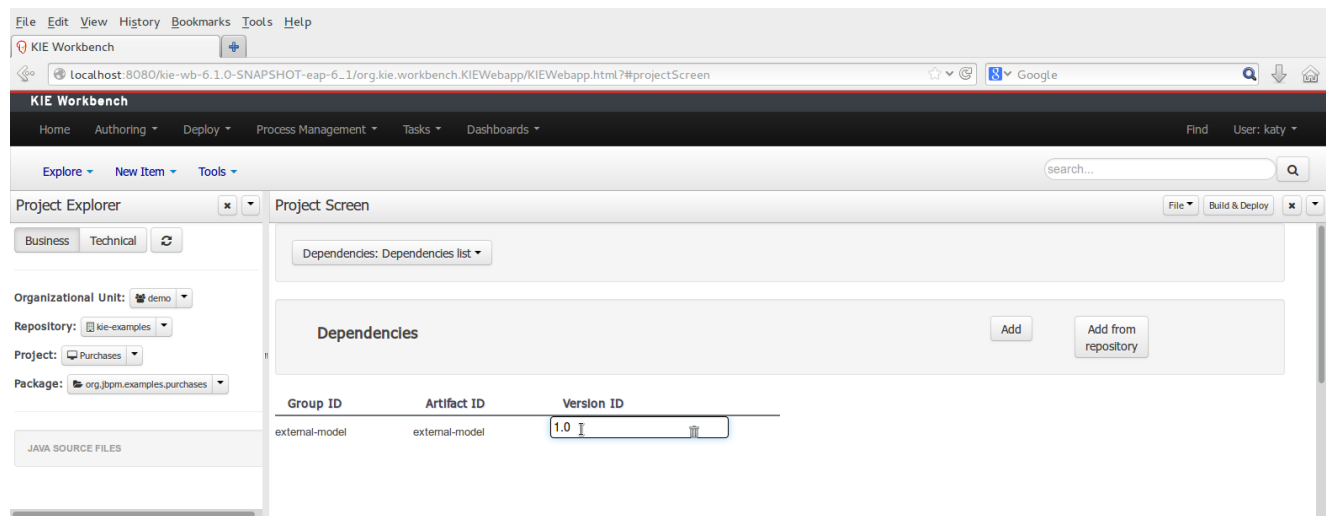 File Edit View History Bookmarks Tools Help
KIE Workbench
localhost:8080/kie-wb-6.1.0-SNAPSHOT-eap-6_1/org.kie.workbench.KIEWebapp/KIEWebapp.html?#projectScreen
Google
KIE Workbench
Home Authoring Deploy Process Management Tasks Dashboards Find User: katy
Explore New Item Tools search...
Project Explorer Project Screen File Build & Deploy
Business Technical
Dependencies: Dependencies list
Organizational Unit: demo
Repository: kie-examples
Project: Purchases
Package: org.jbpm.examples.purchases
JAVA SOURCE FILES
Dependencies Add Add from repository
Group ID Artifact ID Version ID
external-model external-model 1.0